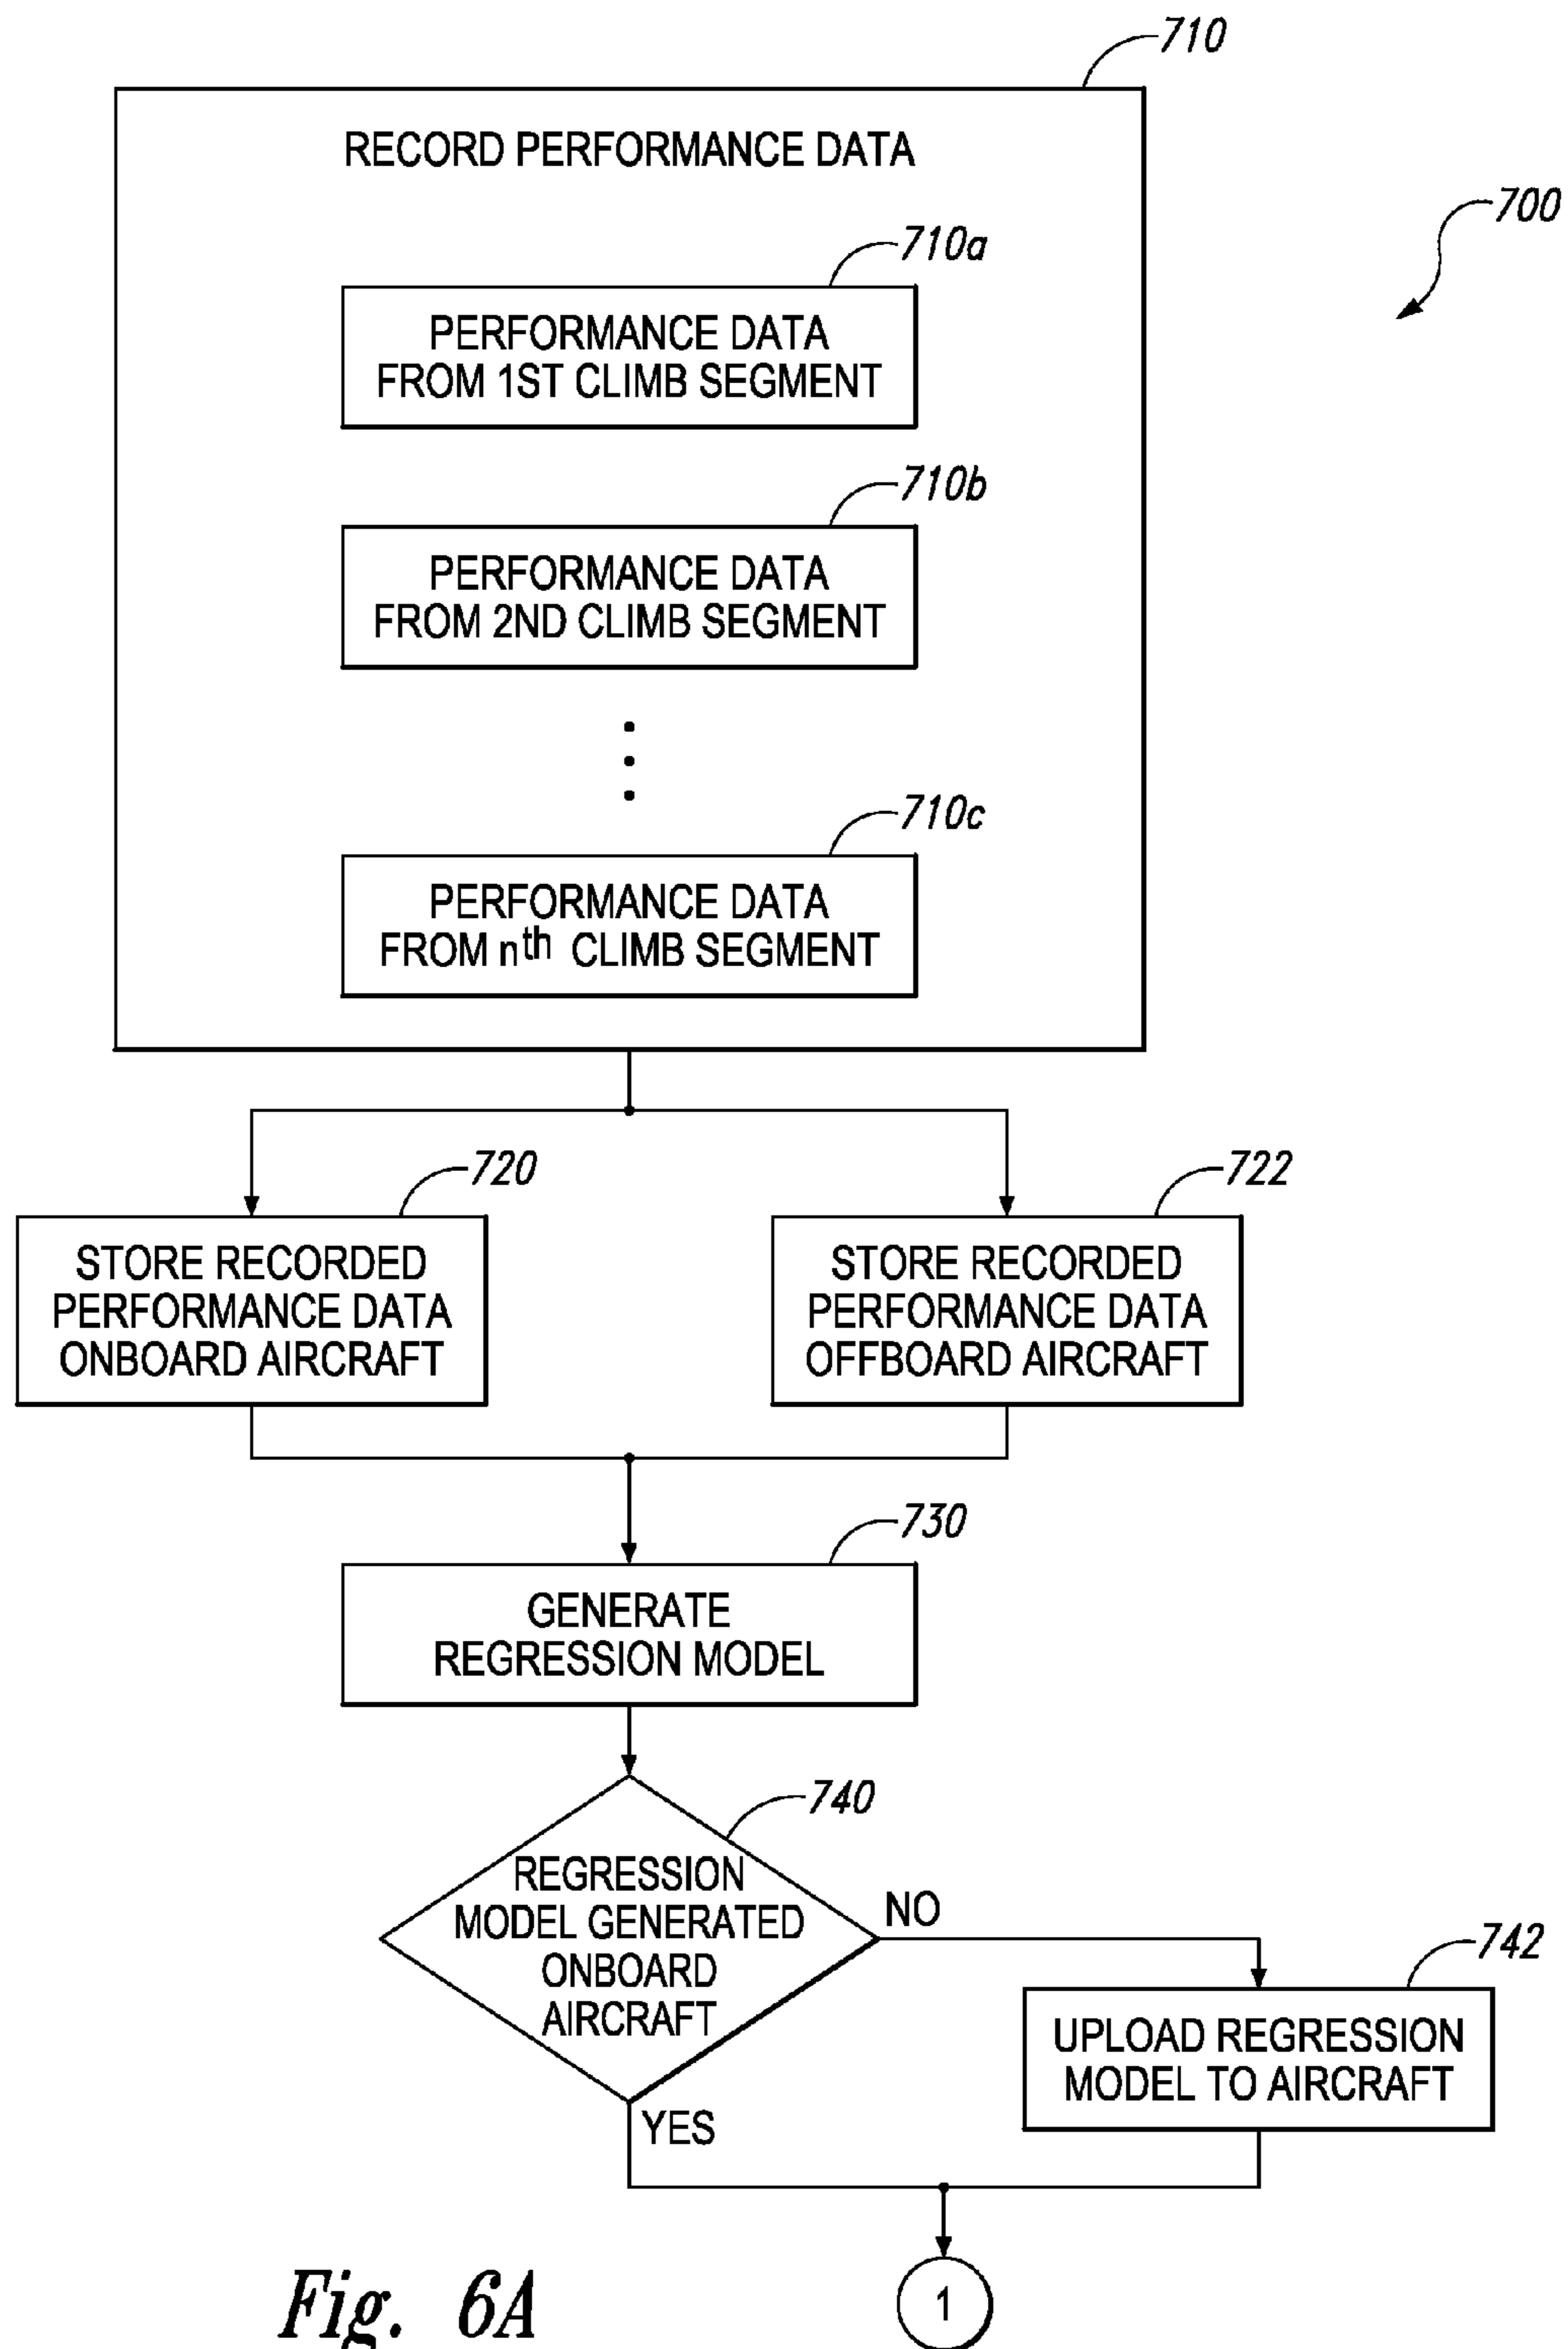 710
RECORD PERFORMANCE DATA
700
710a
PERFORMANCE DATA
FROM 1ST CLIMB SEGMENT
710b
PERFORMANCE DATA
FROM 2ND CLIMB SEGMENT
710c
PERFORMANCE DATA
FROM nth CLIMB SEGMENT
720
STORE RECORDED
PERFORMANCE DATA
ONBOARD AIRCRAFT
722
STORE RECORDED
PERFORMANCE DATA
OFFBOARD AIRCRAFT
730
GENERATE
REGRESSION MODEL
740
REGRESSION
MODEL GENERATED
ONBOARD
AIRCRAFT
NO
YES
742
UPLOAD REGRESSION
MODEL TO AIRCRAFT
1
Fig. 6A